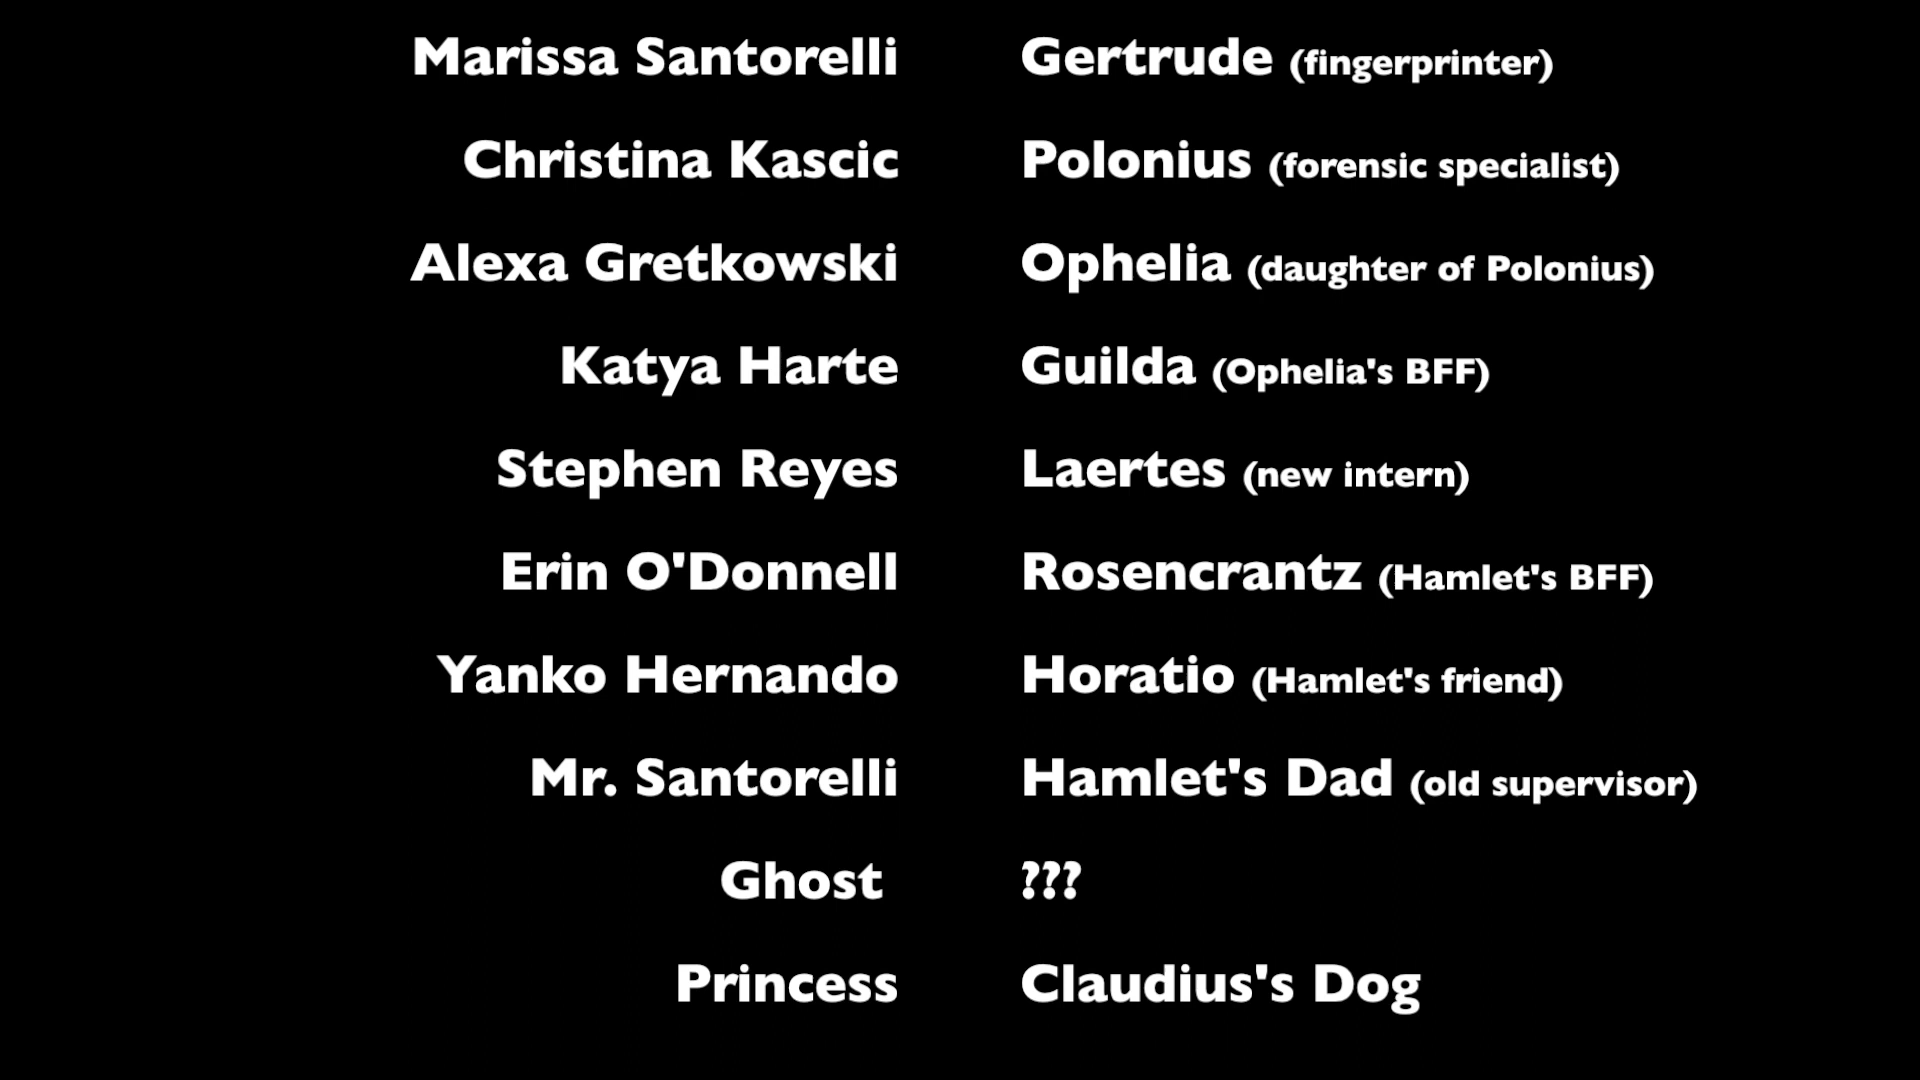 Marissa Santorelli Gertrude (fingerprinter)
Christina Kascic Polonius (forensic specialist)
Alexa Gretkowski Ophelia (daughter of Polonius)
Katya Harte Guilda (Ophelia's BFF)
Stephen Reyes Laertes (new intern)
Erin O'Donnell Rosencrantz (Hamlet's BFF)
Yanko Hernando Horatio (Hamlet's friend)
Mr. Santorelli Hamlet's Dad (old supervisor)
Ghost ???
Princess Claudius's Dog